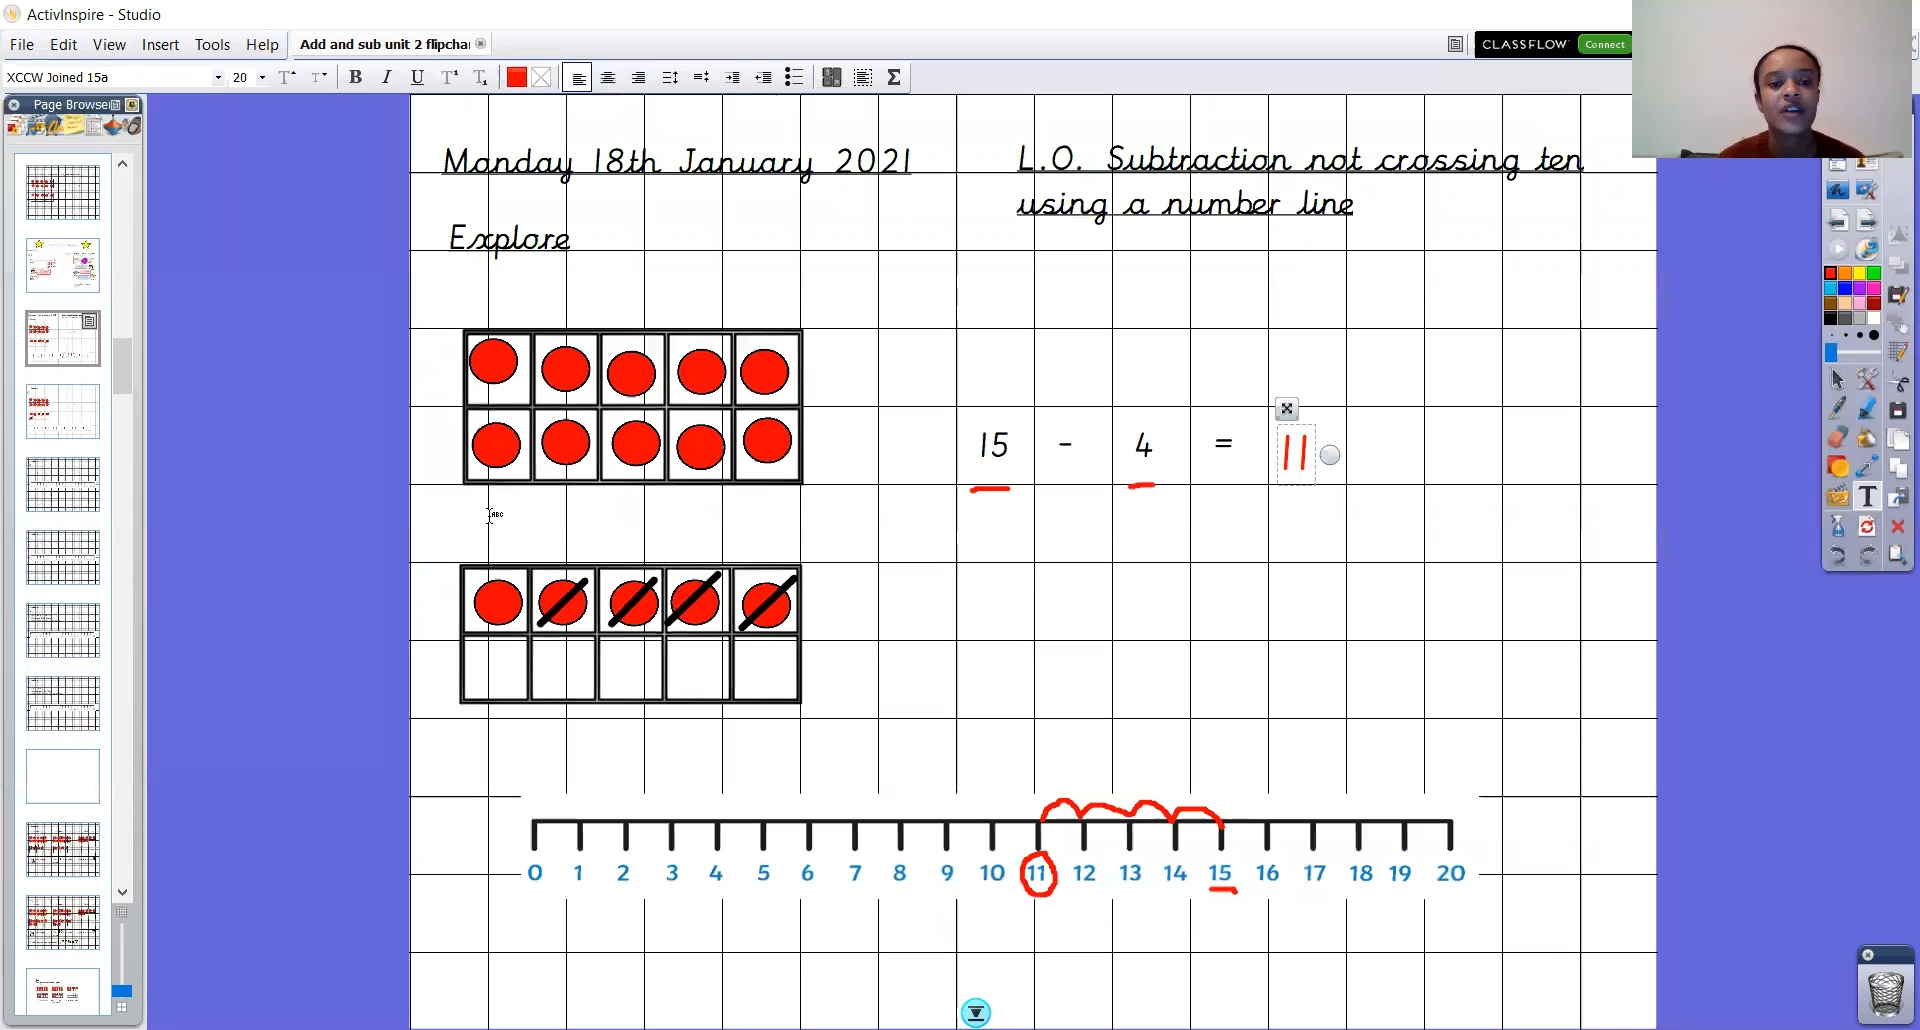 ActivInspire - Studio
File Edit View Insert Tools Help Add and sub unit 2 flipchar
CLASSFLOW Connect
XCCW Joined 15a 20 B I U
Page Browser
Monday 18th January 2021
L.O. Subtraction not crossing ten
using a number line
Explore
15 - 4 = 11
ABC
0 1 2 3 4 5 6 7 8 9 10 11 12 13 14 15 16 17 18 19 20